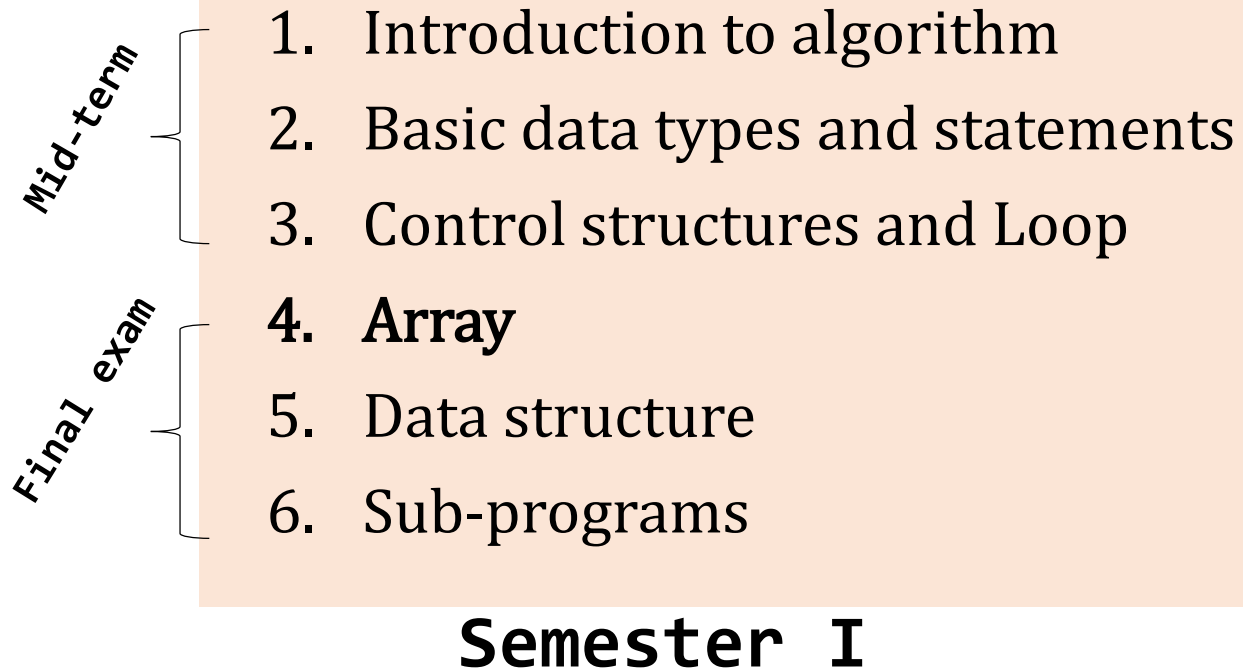 Mid-term
1. Introduction to algorithm
2. Basic data types and statements
3. Control structures and Loop
Final exam
4. Array
5. Data structure
6. Sub-programs
Semester I